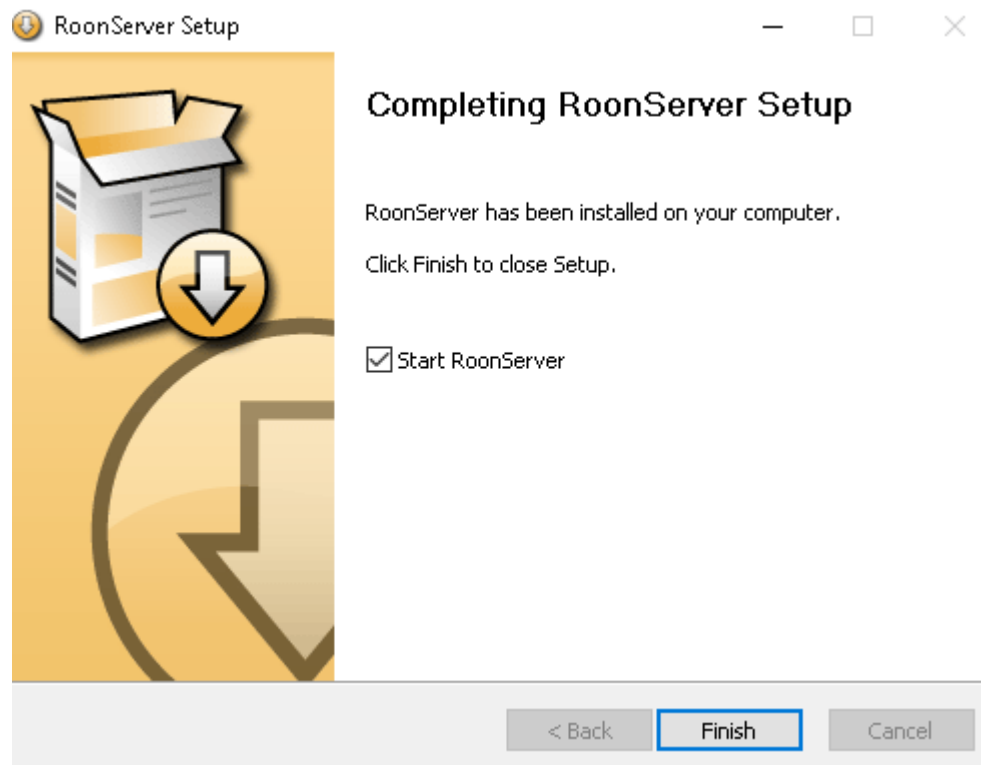 RoonServer Setup
Completing RoonServer Setup
RoonServer has been installed on your computer.
Click Finish to close Setup.
Start RoonServer
< Back Finish Cancel